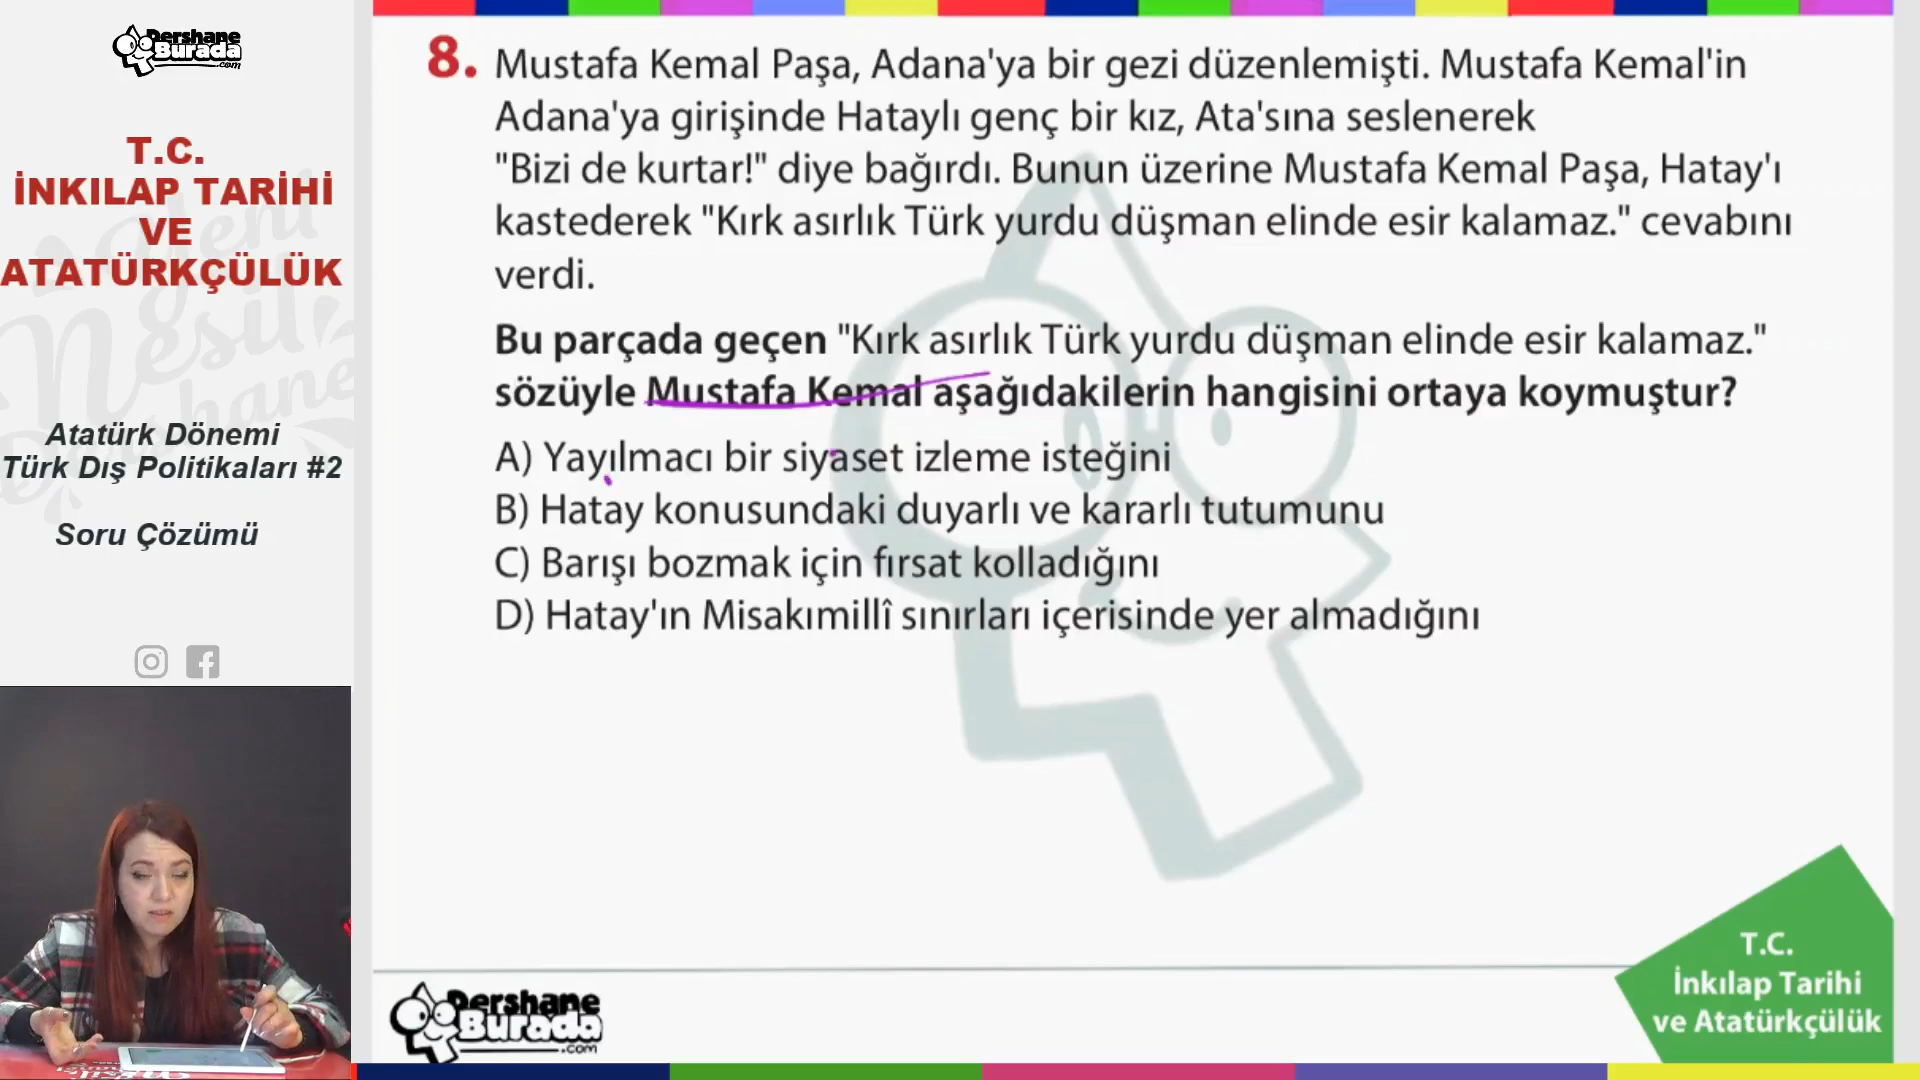 Dershane
Burada
.com
T.C.
İNKILAP TARİHİ
VE
ATATÜRKÇÜLÜK
Atatürk Dönemi
Türk Dış Politikaları #2
Soru Çözümü
8. Mustafa Kemal Paşa, Adana'ya bir gezi düzenlemişti. Mustafa Kemal'in
Adana'ya girişinde Hataylı genç bir kız, Ata'sına seslenerek
"Bizi de kurtar!" diye bağırdı. Bunun üzerine Mustafa Kemal Paşa, Hatay'ı
kastederek "Kırk asırlık Türk yurdu düşman elinde esir kalamaz." cevabını
verdi.
Bu parçada geçen "Kırk asırlık Türk yurdu düşman elinde esir kalamaz."
sözüyle Mustafa Kemal aşağıdakilerin hangisini ortaya koymuştur?
A) Yayılmacı bir siyaset izleme isteğini
B) Hatay konusundaki duyarlı ve kararlı tutumunu
C) Barışı bozmak için fırsat kolladığını
D) Hatay'ın Misakımillî sınırları içerisinde yer almadığını
Dershane
Burada
.com
T.C.
İnkılap Tarihi
ve Atatürkçülük